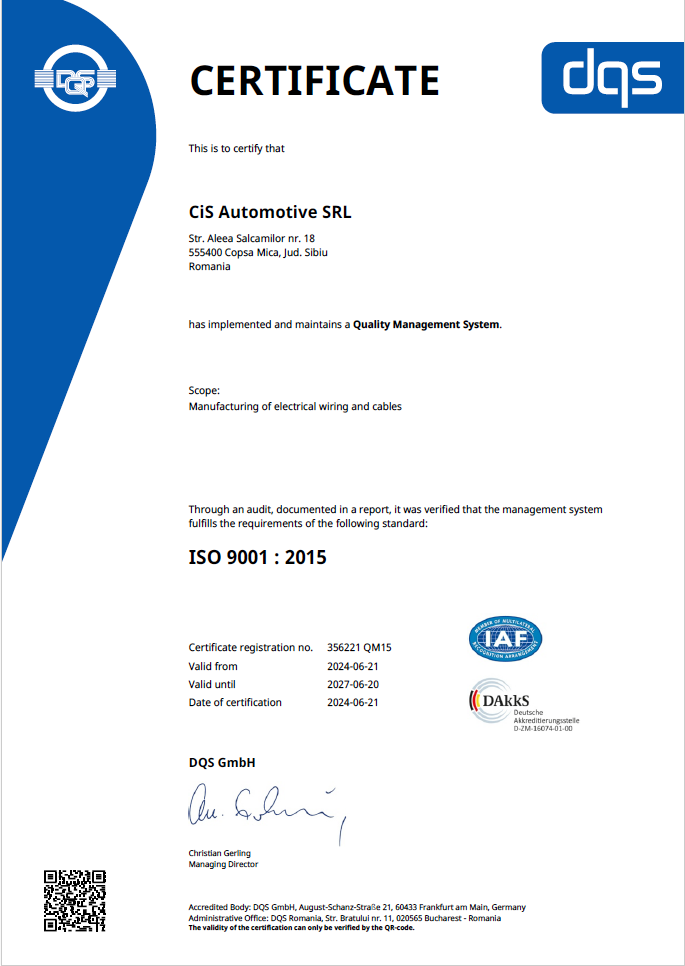 DQS
CERTIFICATE
dqs
This is to certify that
CiS Automotive SRL
Str. Aleea Salcamilor nr. 18
555400 Copsa Mica, Jud. Sibiu
Romania
has implemented and maintains a Quality Management System.
Scope:
Manufacturing of electrical wiring and cables
Through an audit, documented in a report, it was verified that the management system
fulfills the requirements of the following standard:
ISO 9001 : 2015
MEMBER OF MULTILATERAL
IAF
RECOGNITION ARRANGEMENT
Certificate registration no. 356221 QM15
Valid from 2024-06-21
Valid until 2027-06-20
Date of certification 2024-06-21
DAkkS
Deutsche
Akkreditierungsstelle
D-ZM-16074-01-00
DQS GmbH
Christian Gerling
Managing Director
Accredited Body: DQS GmbH, August-Schanz-Straße 21, 60433 Frankfurt am Main, Germany
Administrative Office: DQS Romania, Str. Bratului nr. 11, 020565 Bucharest - Romania
The validity of the certification can only be verified by the QR-code.